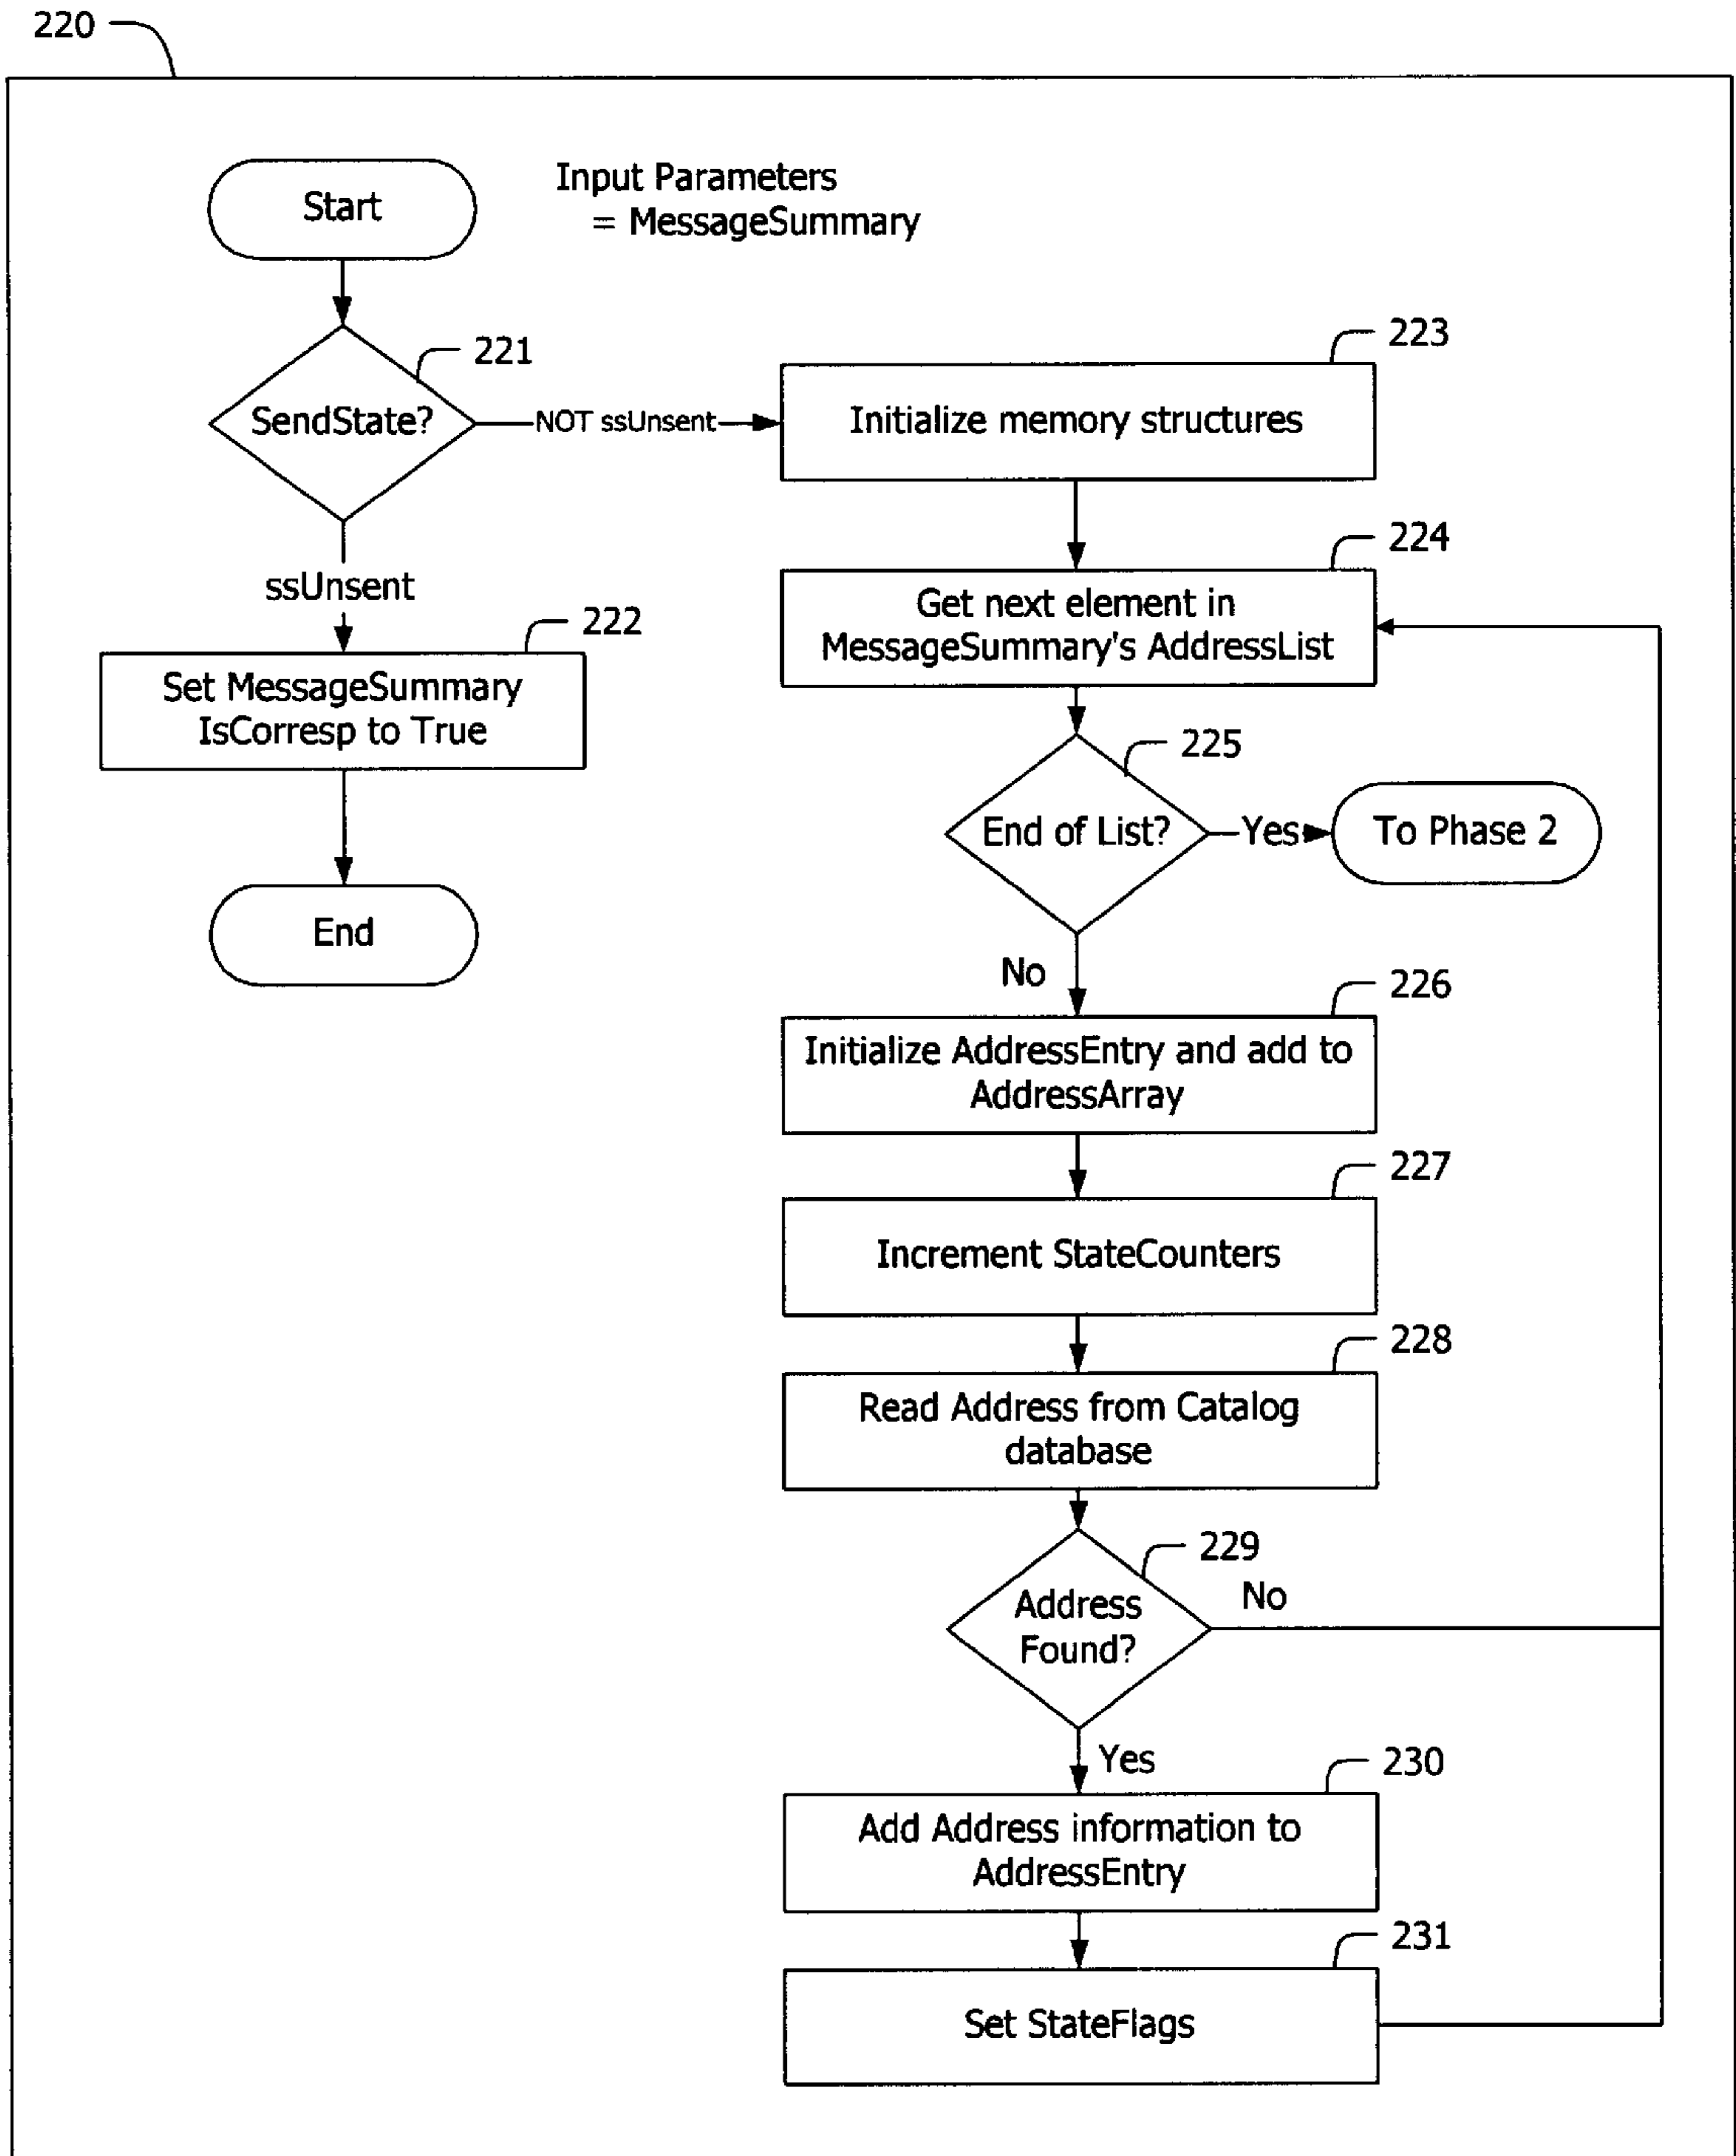 220
Start
Input Parameters
= MessageSummary
221
SendState?
NOT ssUnsent
223
Initialize memory structures
ssUnsent
222
Set MessageSummary
IsCorresp to True
End
224
Get next element in
MessageSummary's AddressList
225
End of List?
Yes
To Phase 2
No
226
Initialize AddressEntry and add to
AddressArray
227
Increment StateCounters
228
Read Address from Catalog
database
229
Address
Found?
No
Yes
230
Add Address information to
AddressEntry
231
Set StateFlags